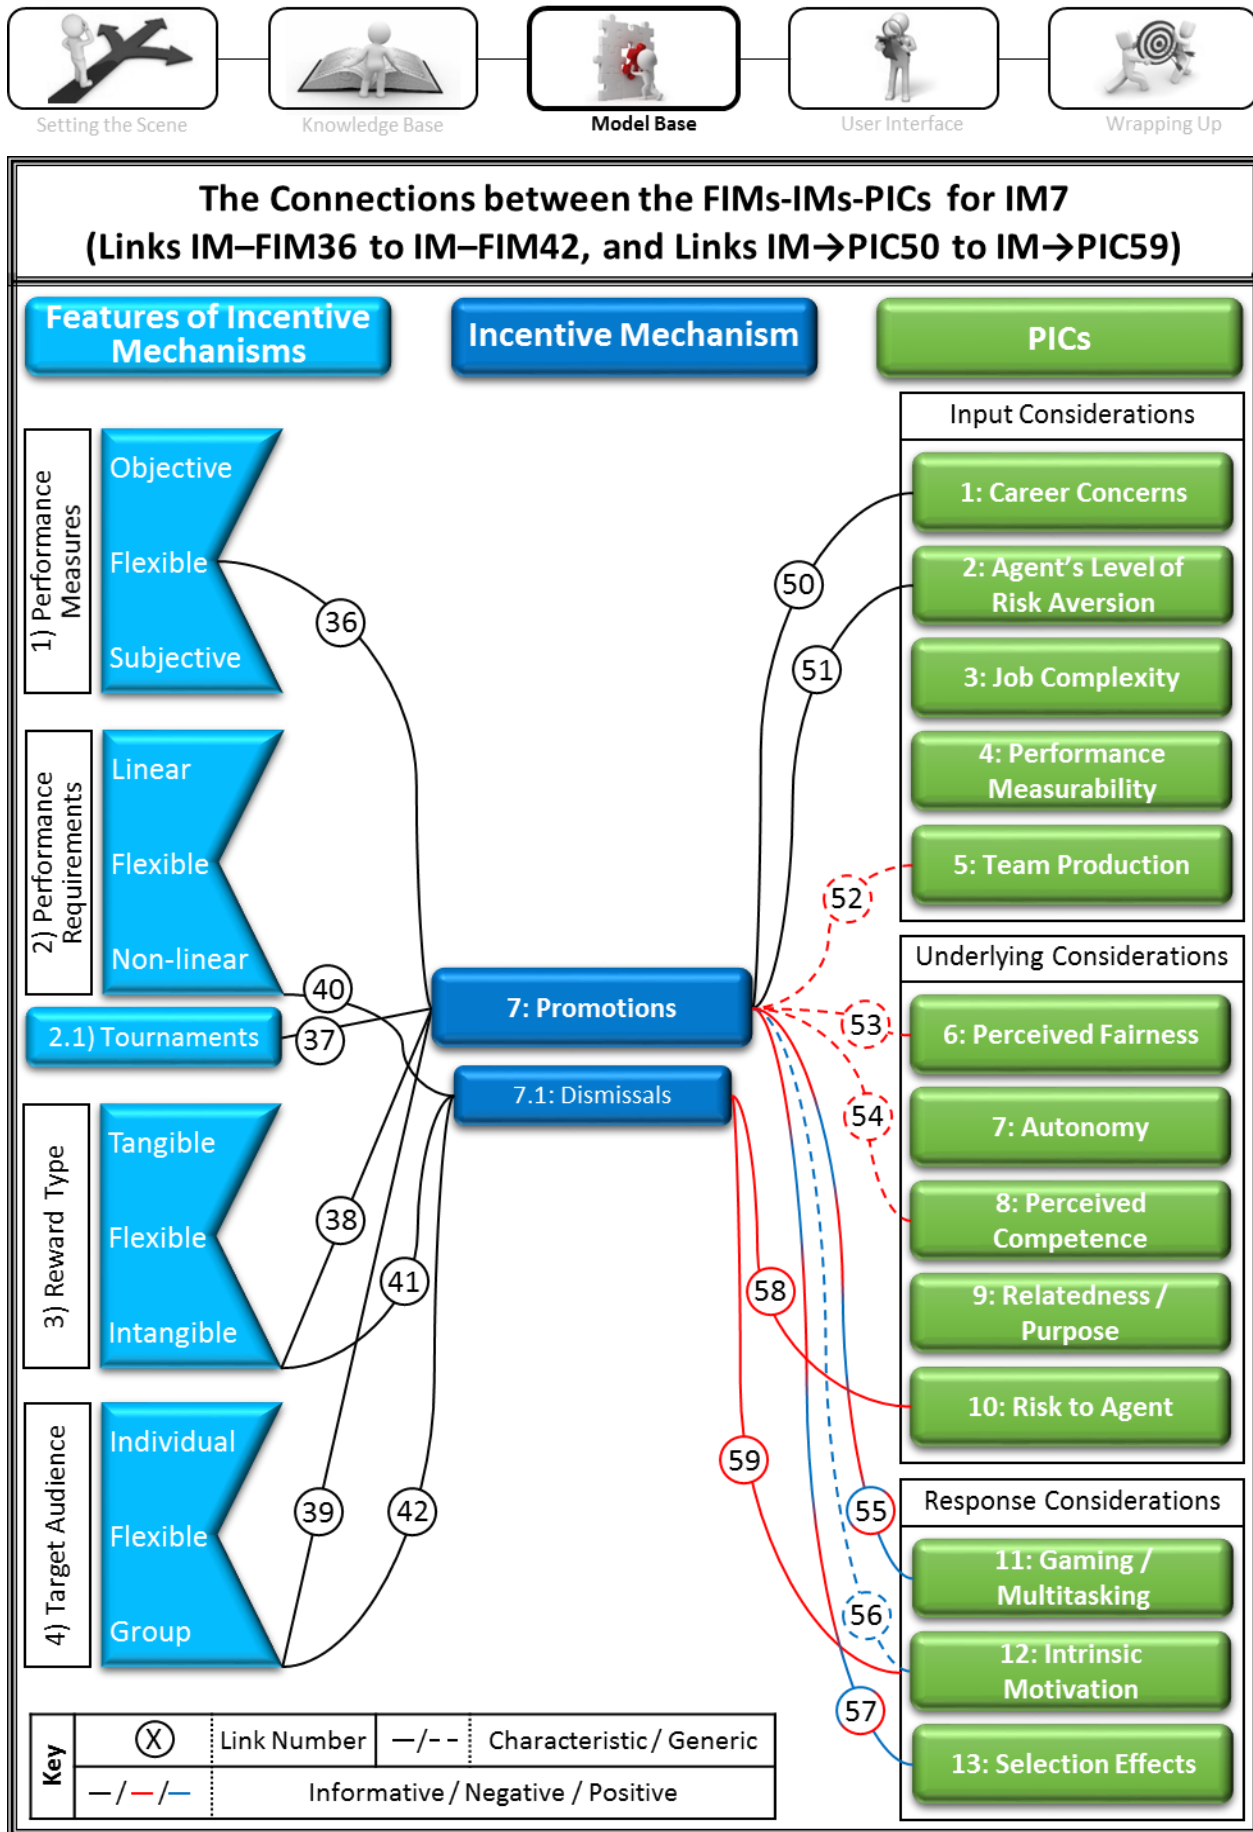 Setting the Scene
Knowledge Base
Model Base
User Interface
Wrapping Up
The Connections between the FIMs-IMs-PICs for IM7
(Links IM–FIM36 to IM–FIM42, and Links IM→PIC50 to IM→PIC59)
Features of Incentive
Mechanisms
Incentive Mechanism
PICs
1) Performance
Measures
Objective
Flexible
Subjective
2) Performance
Requirements
Linear
Flexible
Non-linear
2.1) Tournaments
3) Reward Type
Tangible
Flexible
Intangible
4) Target Audience
Individual
Flexible
Group
36
40
37
38
41
39
42
7: Promotions
7.1: Dismissals
50
51
52
53
54
58
59
55
56
57
Input Considerations
1: Career Concerns
2: Agent's Level of
Risk Aversion
3: Job Complexity
4: Performance
Measurability
5: Team Production
Underlying Considerations
6: Perceived Fairness
7: Autonomy
8: Perceived
Competence
9: Relatedness /
Purpose
10: Risk to Agent
Response Considerations
11: Gaming /
Multitasking
12: Intrinsic
Motivation
13: Selection Effects
Key
X
Link Number
—/--
Characteristic / Generic
—/—/—
Informative / Negative / Positive